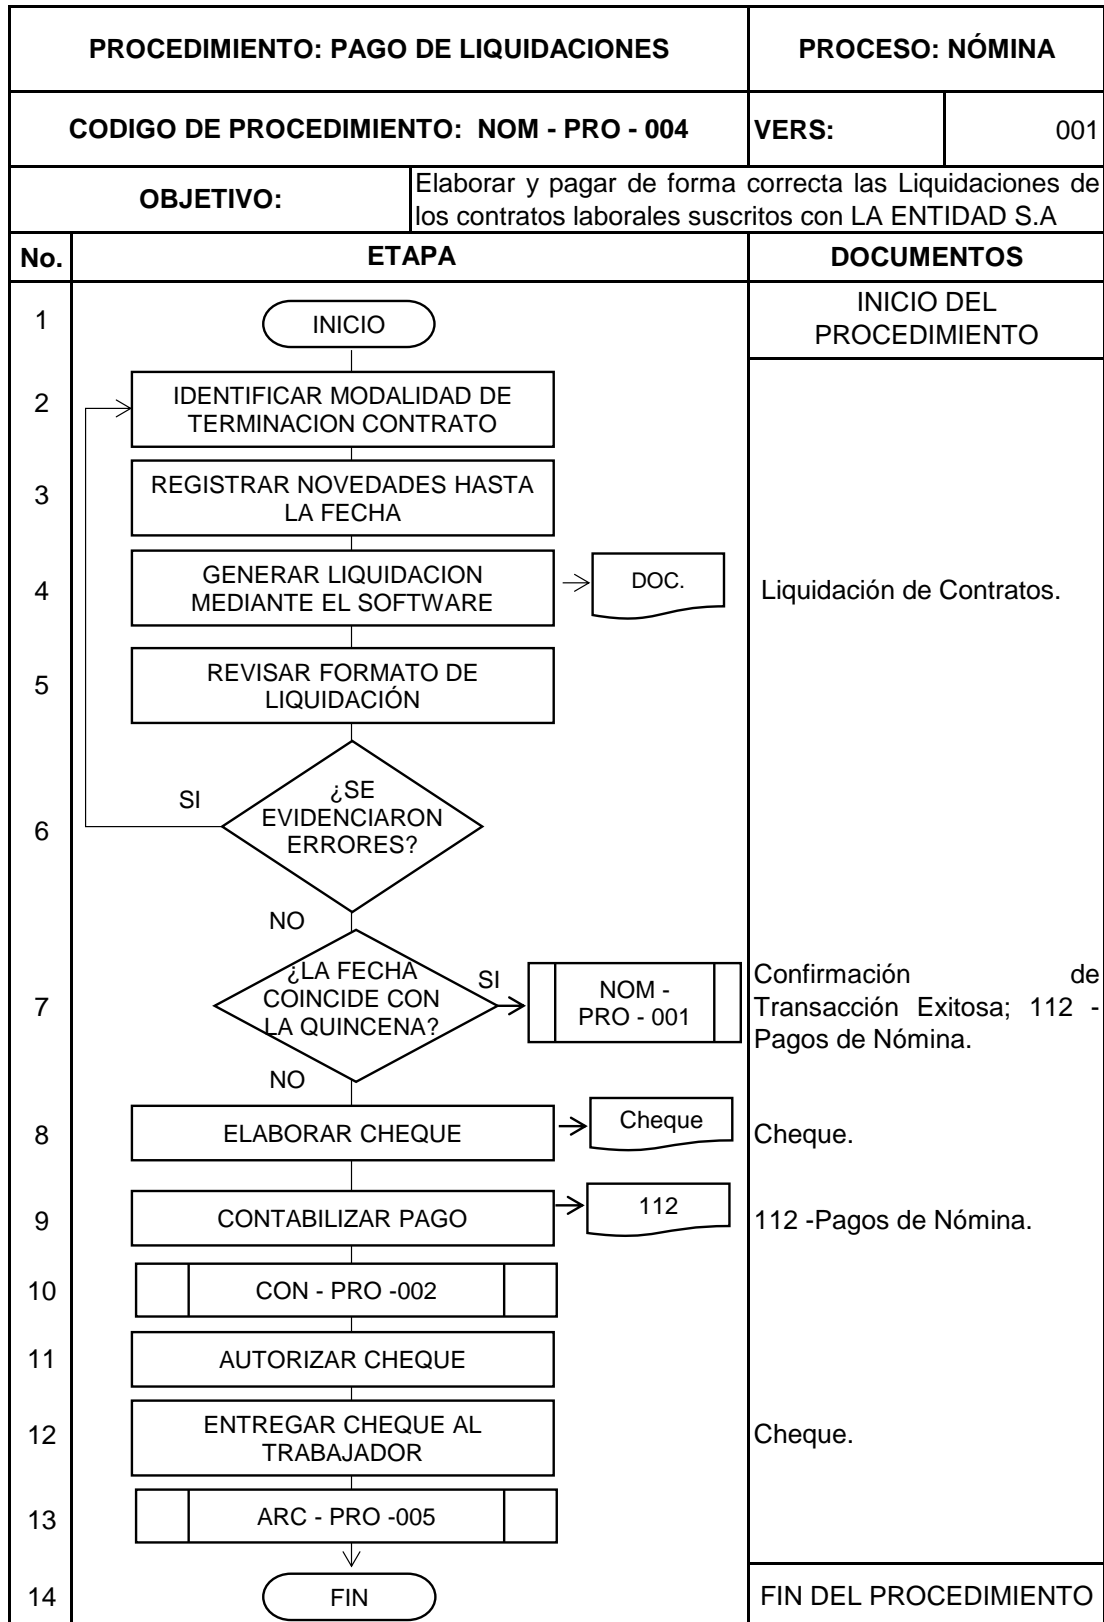 PROCEDIMIENTO: PAGO DE LIQUIDACIONES
PROCESO: NÓMINA
CODIGO DE PROCEDIMIENTO: NOM - PRO - 004
VERS:
001
OBJETIVO:
Elaborar y pagar de forma correcta las Liquidaciones de
los contratos laborales suscritos con LA ENTIDAD S.A
No.
ETAPA
DOCUMENTOS
1
INICIO
INICIO DEL
PROCEDIMIENTO
2
IDENTIFICAR MODALIDAD DE
TERMINACION CONTRATO
3
REGISTRAR NOVEDADES HASTA
LA FECHA
4
GENERAR LIQUIDACION
MEDIANTE EL SOFTWARE
DOC.
Liquidación de Contratos.
5
REVISAR FORMATO DE
LIQUIDACIÓN
6
SI
¿SE
EVIDENCIARON
ERRORES?
NO
7
¿LA FECHA
COINCIDE CON
LA QUINCENA?
SI
NOM -
PRO - 001
Confirmación de
Transacción Exitosa; 112 -
Pagos de Nómina.
NO
8
ELABORAR CHEQUE
Cheque
Cheque.
9
CONTABILIZAR PAGO
112
112 -Pagos de Nómina.
10
CON - PRO -002
11
AUTORIZAR CHEQUE
12
ENTREGAR CHEQUE AL
TRABAJADOR
Cheque.
13
ARC - PRO -005
14
FIN
FIN DEL PROCEDIMIENTO